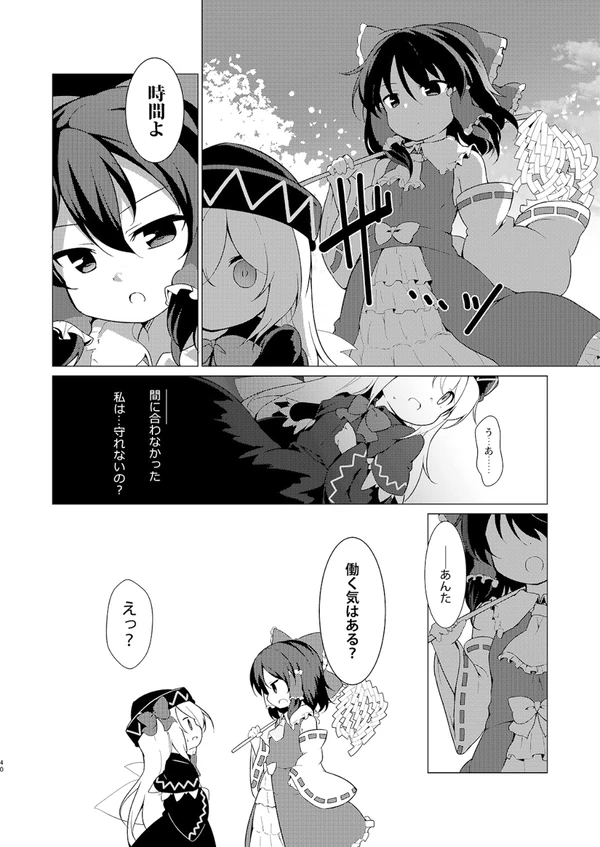 ザッ
時間よ
う…あ……
──間に合わなかった
私は…守れないの？
──あんた
働く気はある？
えっ？
40